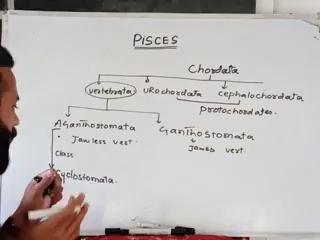 PISCES
Chordata
vertebrata URochordata cephalochordata
protochordates.
AGanthostomata Ganthostomata
• Jawless vert. Jawed vert.
class
Cyclostomata.